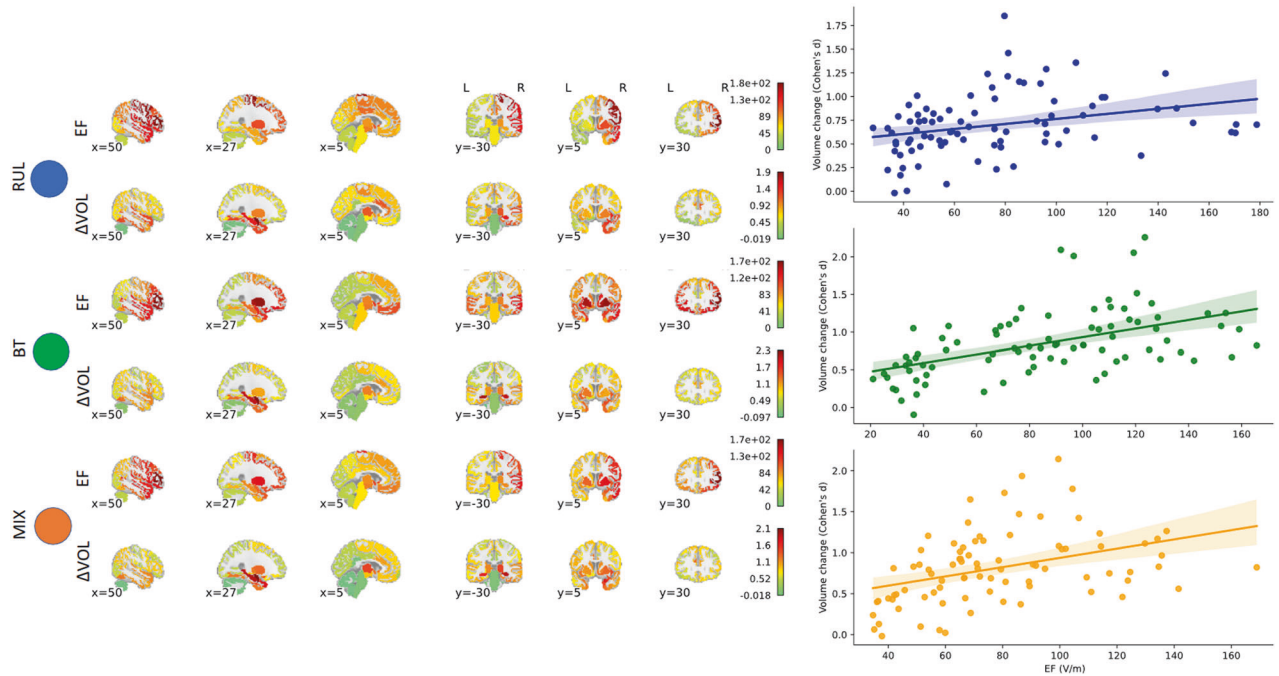 RUL
EF
x=50
x=27
x=5
L R
y=-30
L R
y=5
L R
y=30
1.8e+02
1.3e+02
89
45
0
ΔVOL
x=50
x=27
x=5
y=-30
y=5
y=30
1.9
1.4
0.92
0.45
-0.019
BT
EF
x=50
x=27
x=5
y=-30
y=5
y=30
1.7e+02
1.2e+02
83
41
0
ΔVOL
x=50
x=27
x=5
y=-30
y=5
y=30
2.3
1.7
1.1
0.49
-0.097
MIX
EF
x=50
x=27
x=5
y=-30
y=5
y=30
1.7e+02
1.3e+02
84
42
0
ΔVOL
x=50
x=27
x=5
y=-30
y=5
y=30
2.1
1.6
1.1
0.52
-0.018
Volume change (Cohen's d)
1.75
1.50
1.25
1.00
0.75
0.50
0.25
0.00
40 60 80 100 120 140 160 180
Volume change (Cohen's d)
2.0
1.5
1.0
0.5
0.0
20 40 60 80 100 120 140 160
Volume change (Cohen's d)
2.0
1.5
1.0
0.5
0.0
40 60 80 100 120 140 160
EF (V/m)